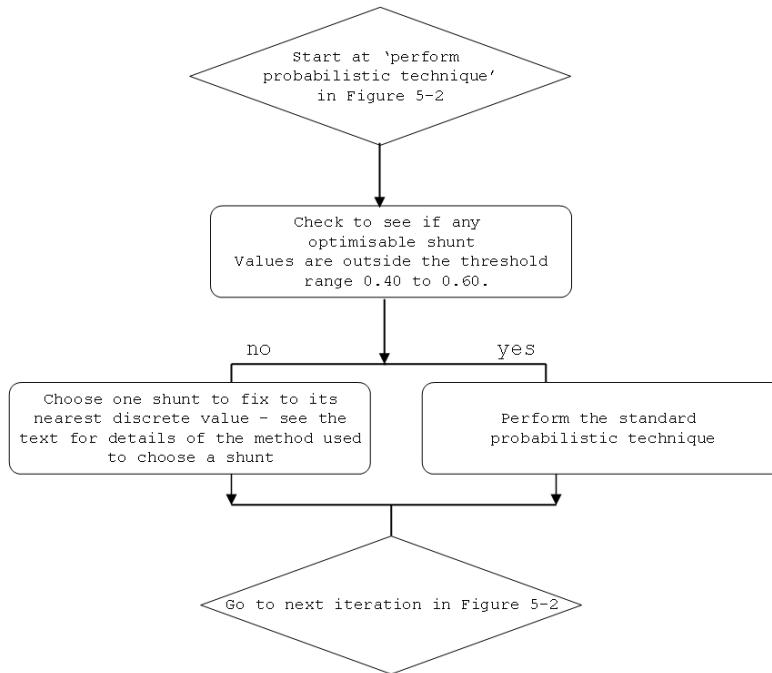 Start at ‘perform
probabilistic technique’
in Figure 5-2
Check to see if any
optimisable shunt
Values are outside the threshold
range 0.40 to 0.60.
no
yes
Choose one shunt to fix to its
nearest discrete value – see the
text for details of the method used
to choose a shunt
Perform the standard
probabilistic technique
Go to next iteration in Figure 5-2